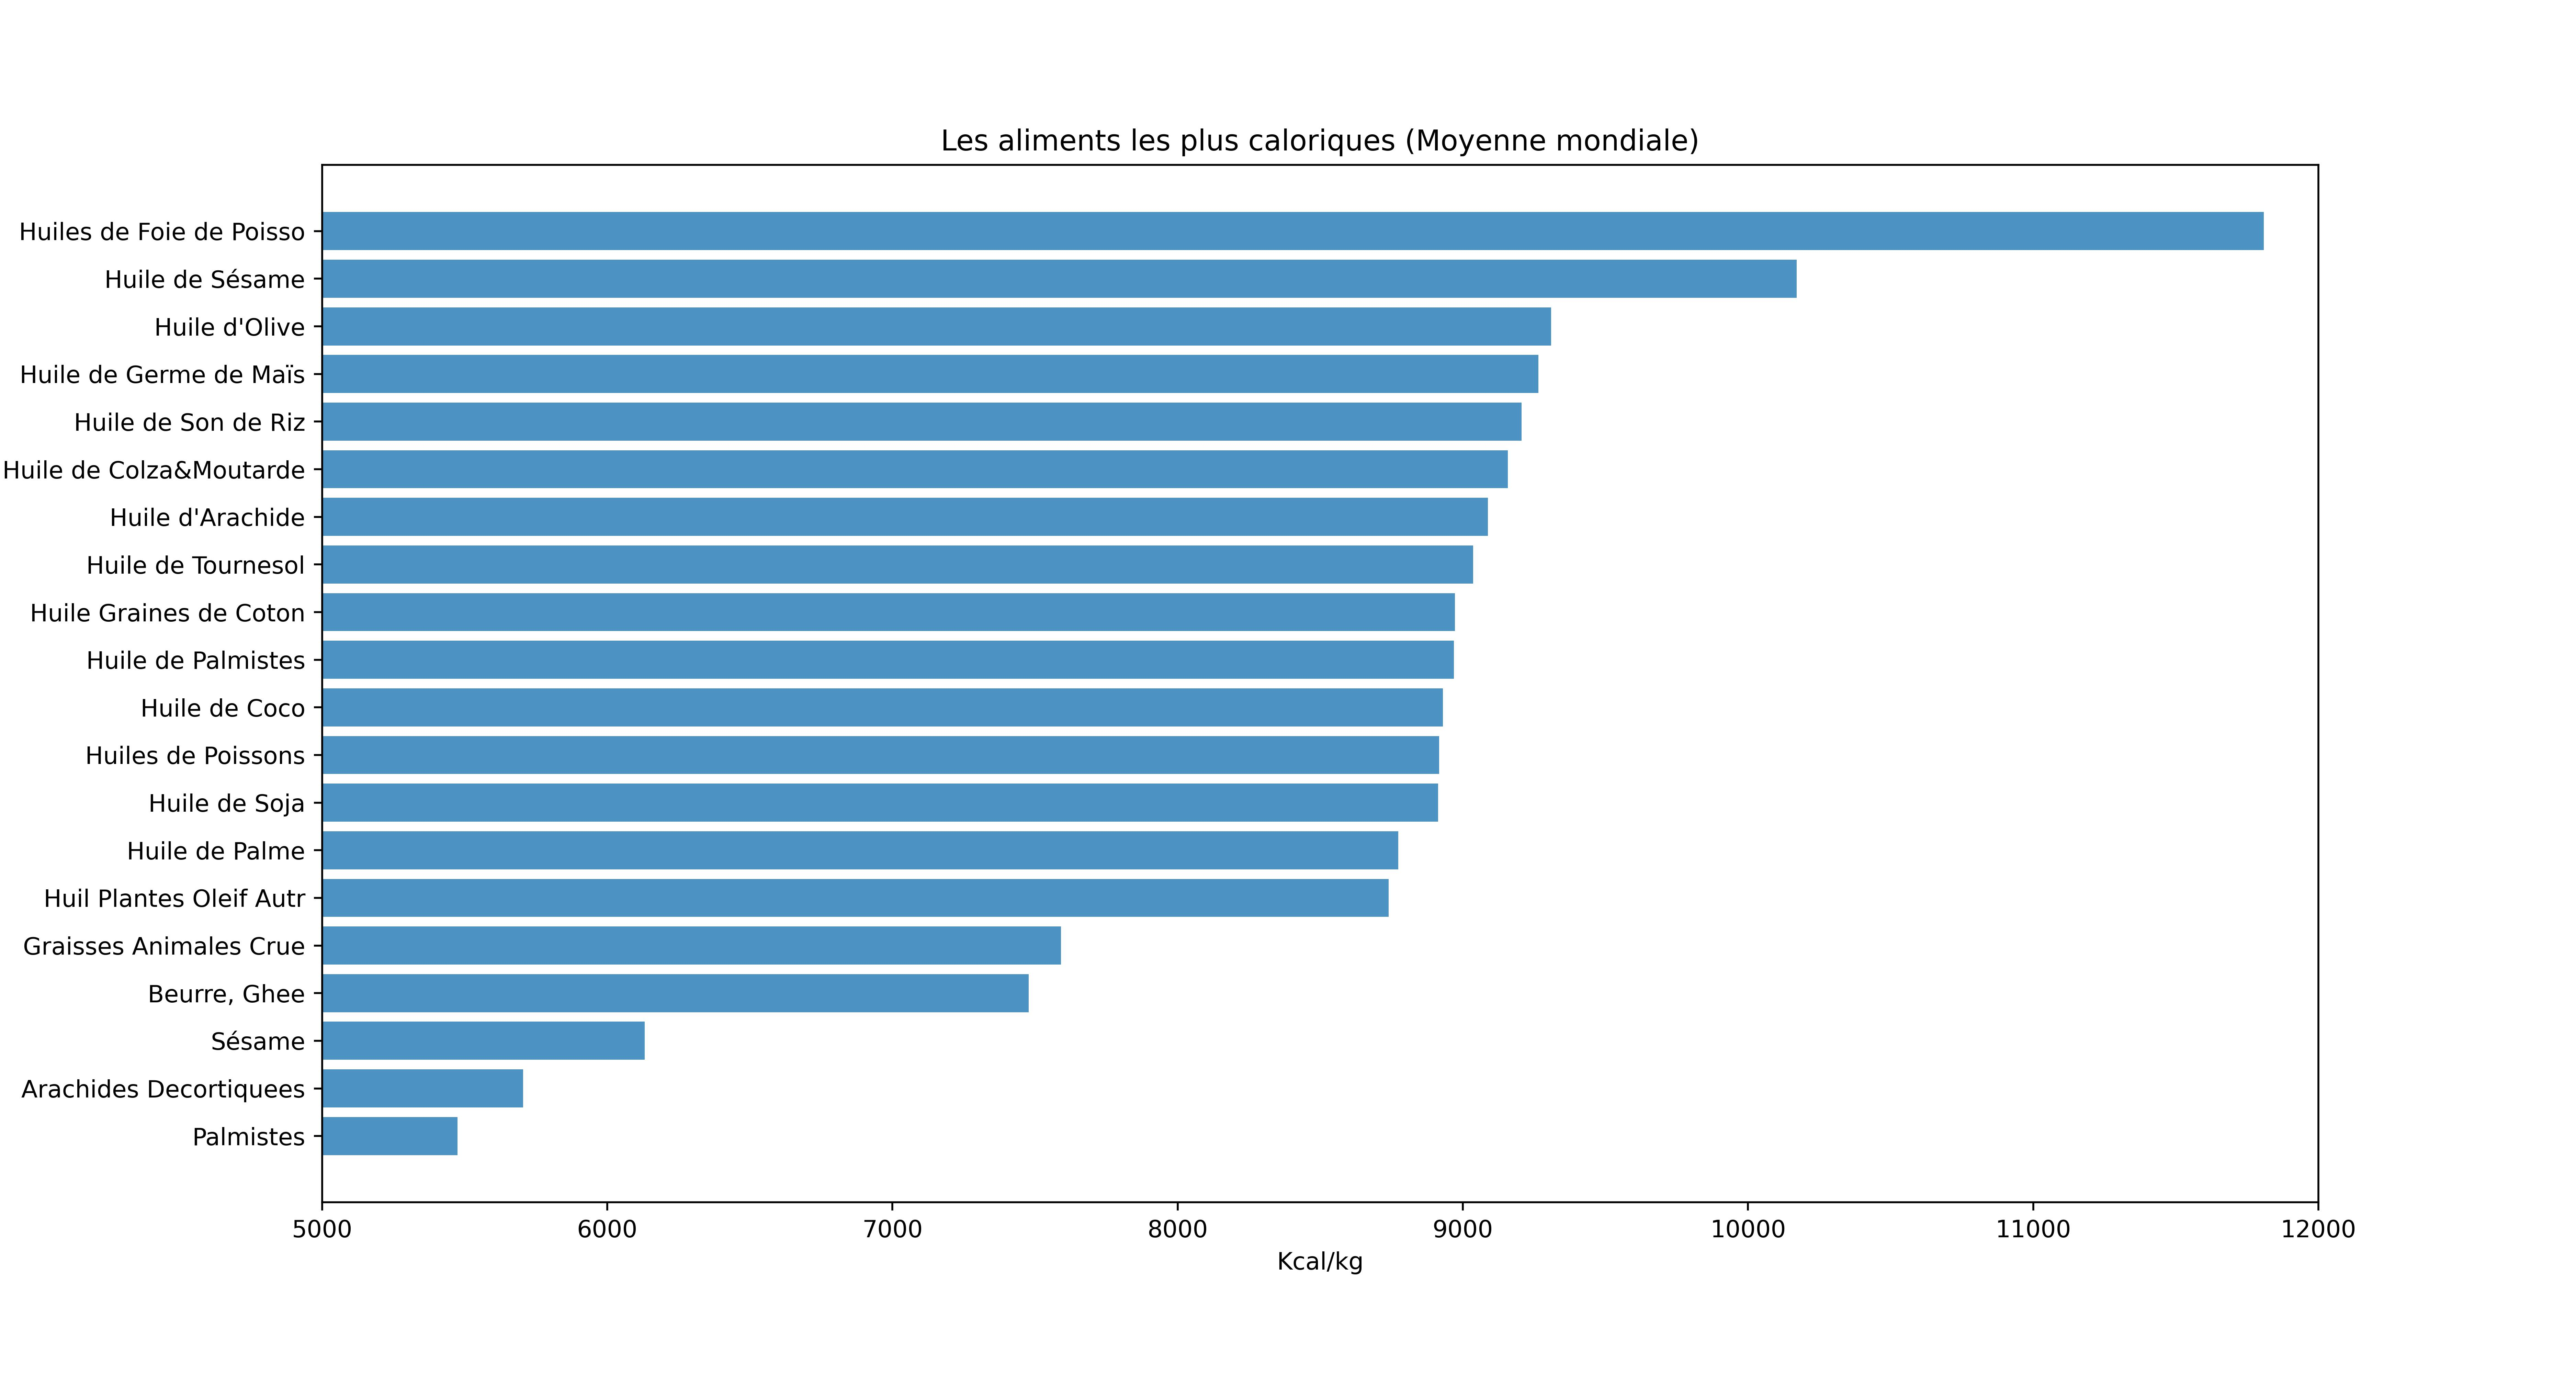 Les aliments les plus caloriques (Moyenne mondiale)
Huiles de Foie de Poisso
Huile de Sésame
Huile d'Olive
Huile de Germe de Maïs
Huile de Son de Riz
Huile de Colza&Moutarde
Huile d'Arachide
Huile de Tournesol
Huile Graines de Coton
Huile de Palmistes
Huile de Coco
Huiles de Poissons
Huile de Soja
Huile de Palme
Huil Plantes Oleif Autr
Graisses Animales Crue
Beurre, Ghee
Sésame
Arachides Decortiquees
Palmistes
5000 6000 7000 8000 9000 10000 11000 12000
Kcal/kg